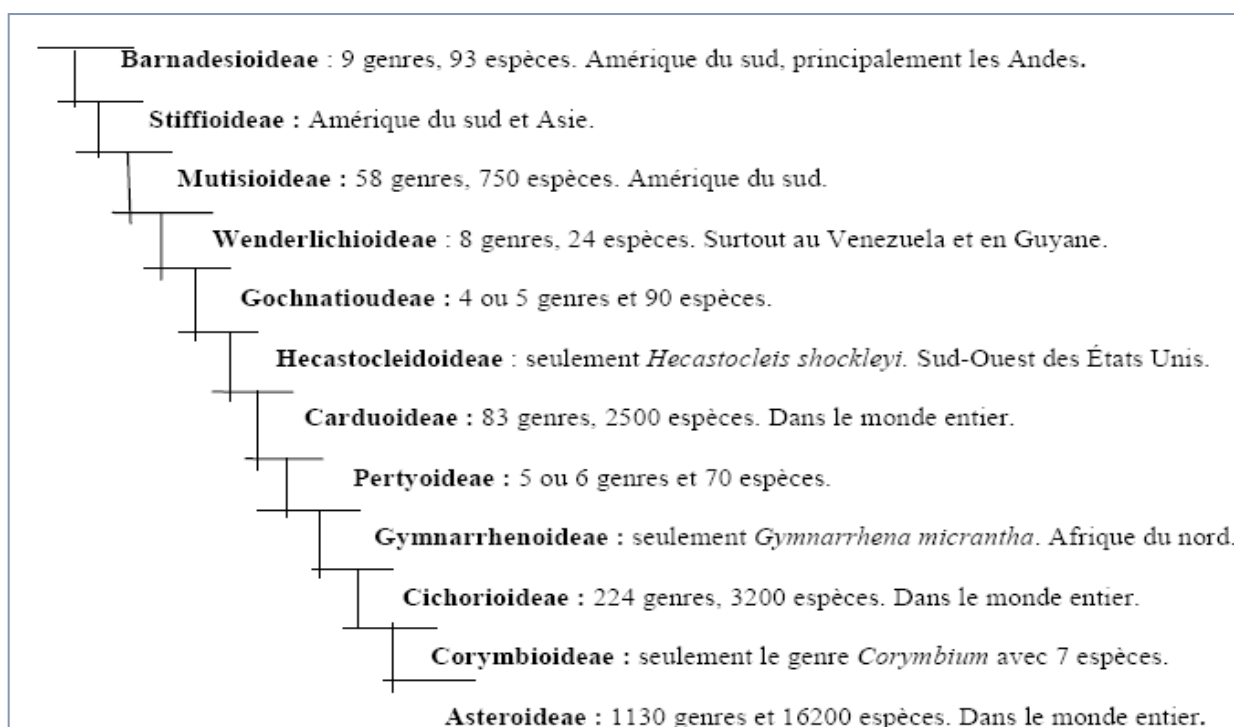 Barnadesioideae : 9 genres, 93 espèces. Amérique du sud, principalement les Andes.
Stiffioideae : Amérique du sud et Asie.
Mutisioideae : 58 genres, 750 espèces. Amérique du sud.
Wenderlichioideae : 8 genres, 24 espèces. Surtout au Venezuela et en Guyane.
Gochnatioudeae : 4 ou 5 genres et 90 espèces.
Hecastocleidoideae : seulement Hecastocleis shockleyi. Sud-Ouest des États Unis.
Carduoideae : 83 genres, 2500 espèces. Dans le monde entier.
Pertyoideae : 5 ou 6 genres et 70 espèces.
Gymnarrhenoideae : seulement Gymnarrhena micrantha. Afrique du nord.
Cichorioideae : 224 genres, 3200 espèces. Dans le monde entier.
Corymbioideae : seulement le genre Corymbium avec 7 espèces.
Asteroideae : 1130 genres et 16200 espèces. Dans le monde entier.